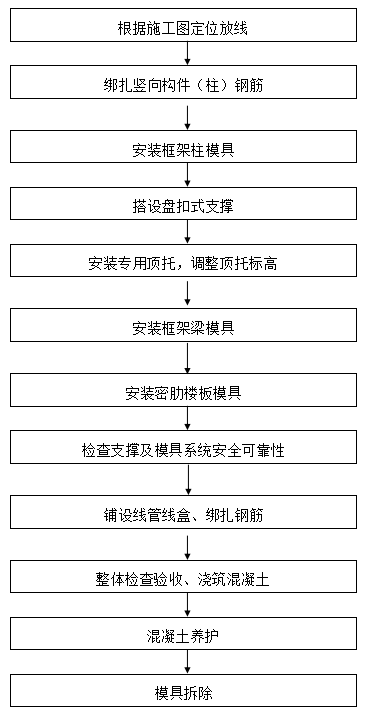 根据施工图定位放线
绑扎竖向构件（柱）钢筋
安装框架柱模具
搭设盘扣式支撑
安装专用顶托，调整顶托标高
安装框架梁模具
安装密肋楼板模具
检查支撑及模具系统安全可靠性
铺设线管线盒、绑扎钢筋
整体检查验收、浇筑混凝土
混凝土养护
模具拆除